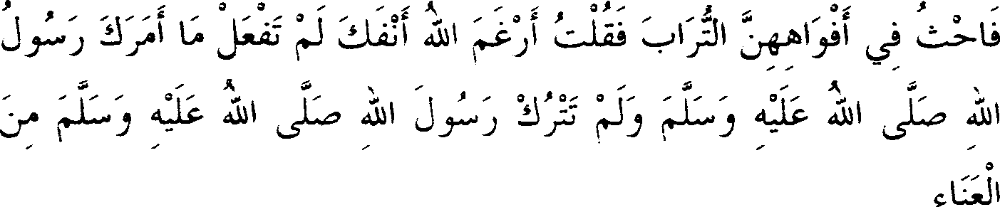 فَاحْثُ فِي أَفْوَاهِهِنَّ التُّرَابَ فَقُلْتُ أَرْغَمَ اللهُ أَنْفَكَ لَمْ تَفْعَلْ مَا أَمَرَكَ رَسُولُ
اللهِ صَلَّى اللهُ عَلَيْهِ وَسَلَّمَ وَلَمْ تَتْرُكْ رَسُولَ اللهِ صَلَّى اللهُ عَلَيْهِ وَسَلَّمَ مِنَ
الْعَنَاءِ